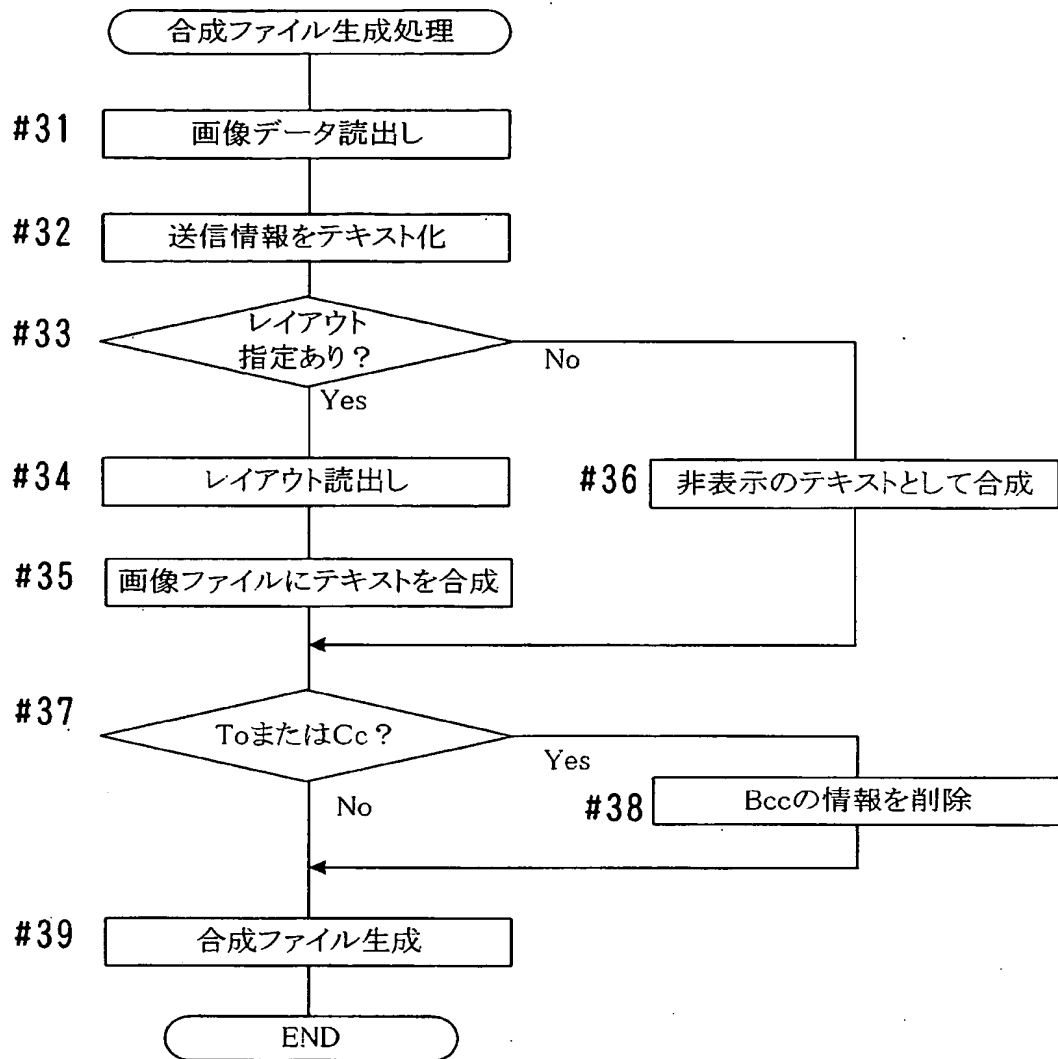 合成ファイル生成処理
#31
画像データ読出し
#32
送信情報をテキスト化
#33
レイアウト
指定あり?
No
Yes
#34
レイアウト読出し
#36
非表示のテキストとして合成
#35
画像ファイルにテキストを合成
#37
ToまたはCc?
Yes
No
#38
Bccの情報を削除
#39
合成ファイル生成
END